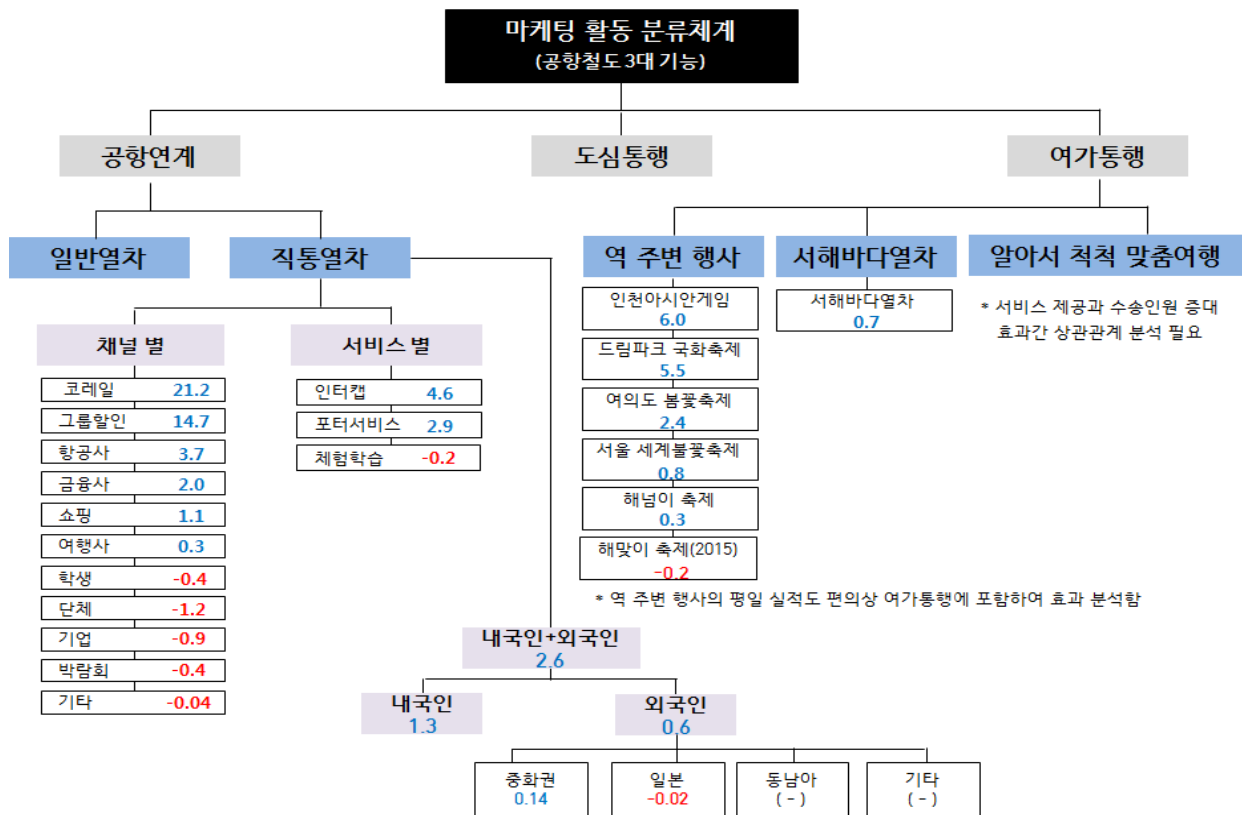 마케팅 활동 분류체계
(공항철도 3대 기능)
공항연계
도심통행
여가통행
일반열차
직통열차
역 주변 행사
서해바다열차
알아서 척척 맞춤여행
채널 별
코레일 21.2
그룹할인 14.7
항공사 3.7
금융사 2.0
쇼핑 1.1
여행사 0.3
학생 -0.4
단체 -1.2
기업 -0.9
박람회 -0.4
기타 -0.04
서비스 별
인터캡 4.6
포터서비스 2.9
체험학습 -0.2
인천아시안게임
6.0
드림파크 국화축제
5.5
여의도 봄꽃축제
2.4
서울 세계불꽃축제
0.8
해넘이 축제
0.3
해맞이 축제(2015)
-0.2
서해바다열차
0.7
* 서비스 제공과 수송인원 증대
효과간 상관관계 분석 필요
* 역 주변 행사의 평일 실적도 편의상 여가통행에 포함하여 효과 분석함
내국인+외국인
2.6
내국인
1.3
외국인
0.6
중화권
0.14
일본
-0.02
동남아
( - )
기타
( - )